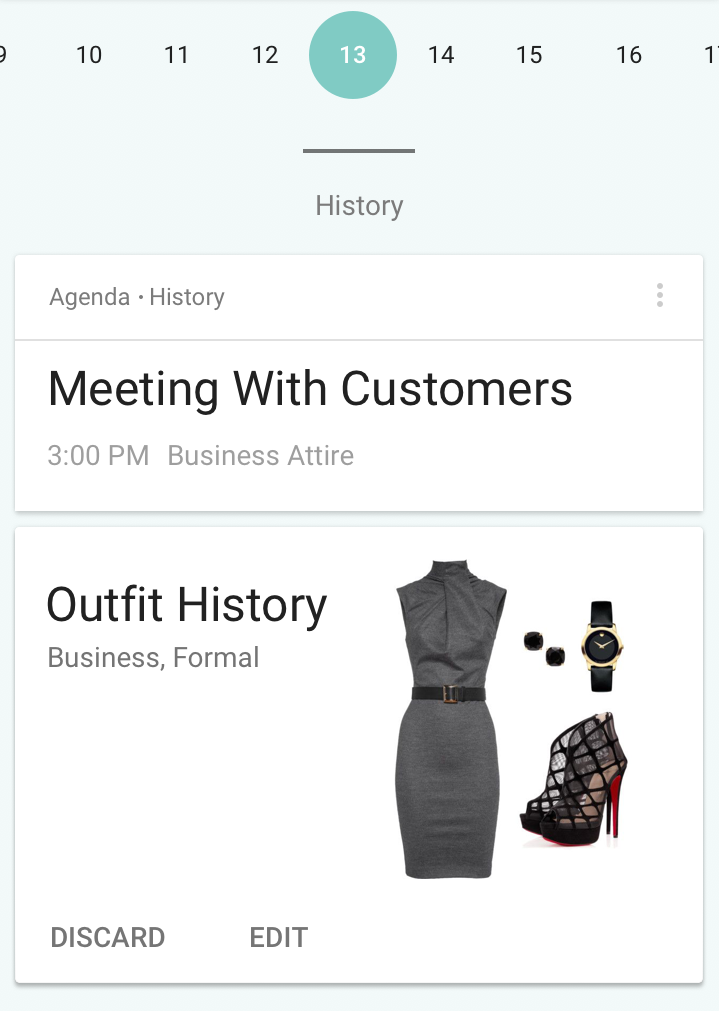 9 10 11 12 13 14 15 16 17
History
Agenda · History
Meeting With Customers
3:00 PM Business Attire
Outfit History
Business, Formal
DISCARD EDIT